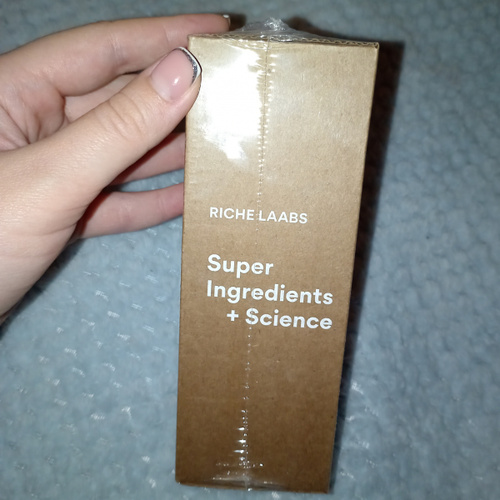 RICHE LAABS
Super
Ingredients
+ Science